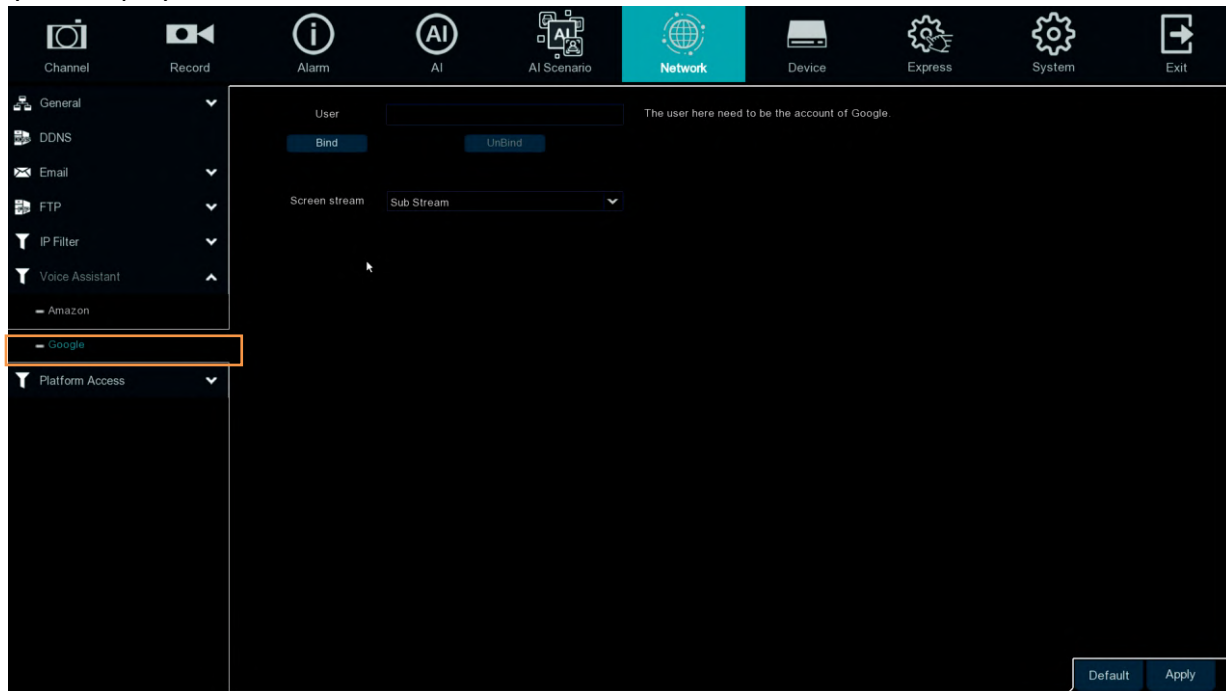 Channel Record Alarm AI AI Scenario Network Device Express System Exit
General
DDNS
Email
FTP
IP Filter
Voice Assistant
Amazon
Google
Platform Access
User The user here need to be the account of Google.
Bind UnBind
Screen stream Sub Stream
Default Apply